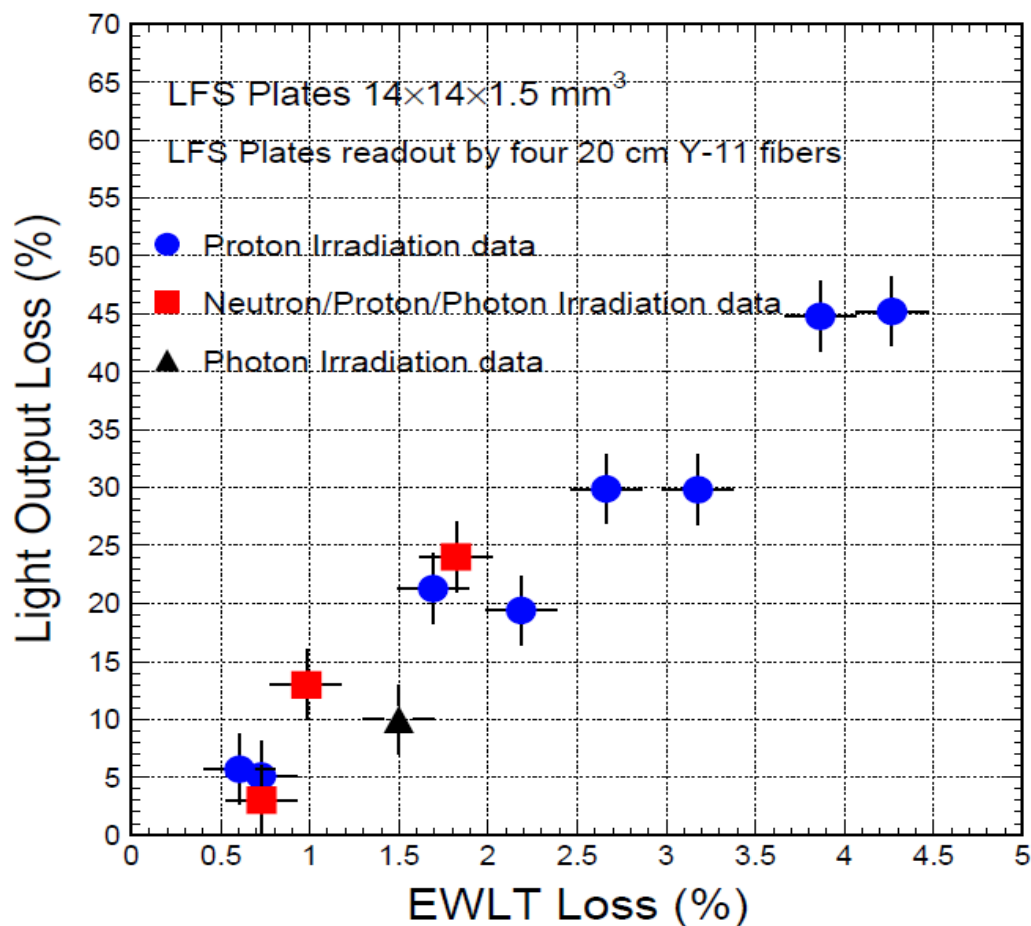 LFS Plates 14×14×1.5 mm³
LFS Plates readout by four 20 cm Y-11 fibers
Proton Irradiation data
Neutron/Proton/Photon Irradiation data
Photon Irradiation data
Light Output Loss (%)
70
65
60
55
50
45
40
35
30
25
20
15
10
5
0
0 0.5 1 1.5 2 2.5 3 3.5 4 4.5 5
EWLT Loss (%)